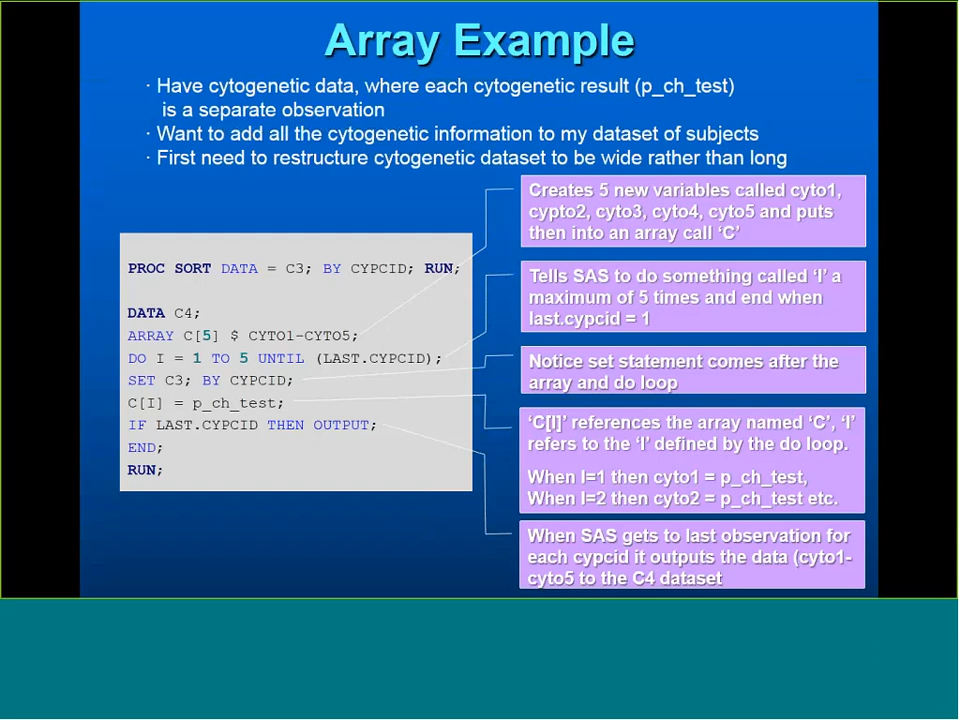 Array Example
· Have cytogenetic data, where each cytogenetic result (p_ch_test)
is a separate observation
· Want to add all the cytogenetic information to my dataset of subjects
· First need to restructure cytogenetic dataset to be wide rather than long
PROC SORT DATA = C3; BY CYPCID; RUN;
DATA C4;
ARRAY C[5] $ CYTO1-CYTO5;
DO I = 1 TO 5 UNTIL (LAST.CYPCID);
SET C3; BY CYPCID;
C[I] = p_ch_test;
IF LAST.CYPCID THEN OUTPUT;
END;
RUN;
Creates 5 new variables called cyto1,
cypto2, cyto3, cyto4, cyto5 and puts
then into an array call ‘C’
Tells SAS to do something called ‘I’ a
maximum of 5 times and end when
last.cypcid = 1
Notice set statement comes after the
array and do loop
‘C[I]’ references the array named ‘C’, ‘I’
refers to the ‘I’ defined by the do loop.
When I=1 then cyto1 = p_ch_test,
When I=2 then cyto2 = p_ch_test etc.
When SAS gets to last observation for
each cypcid it outputs the data (cyto1-
cyto5 to the C4 dataset